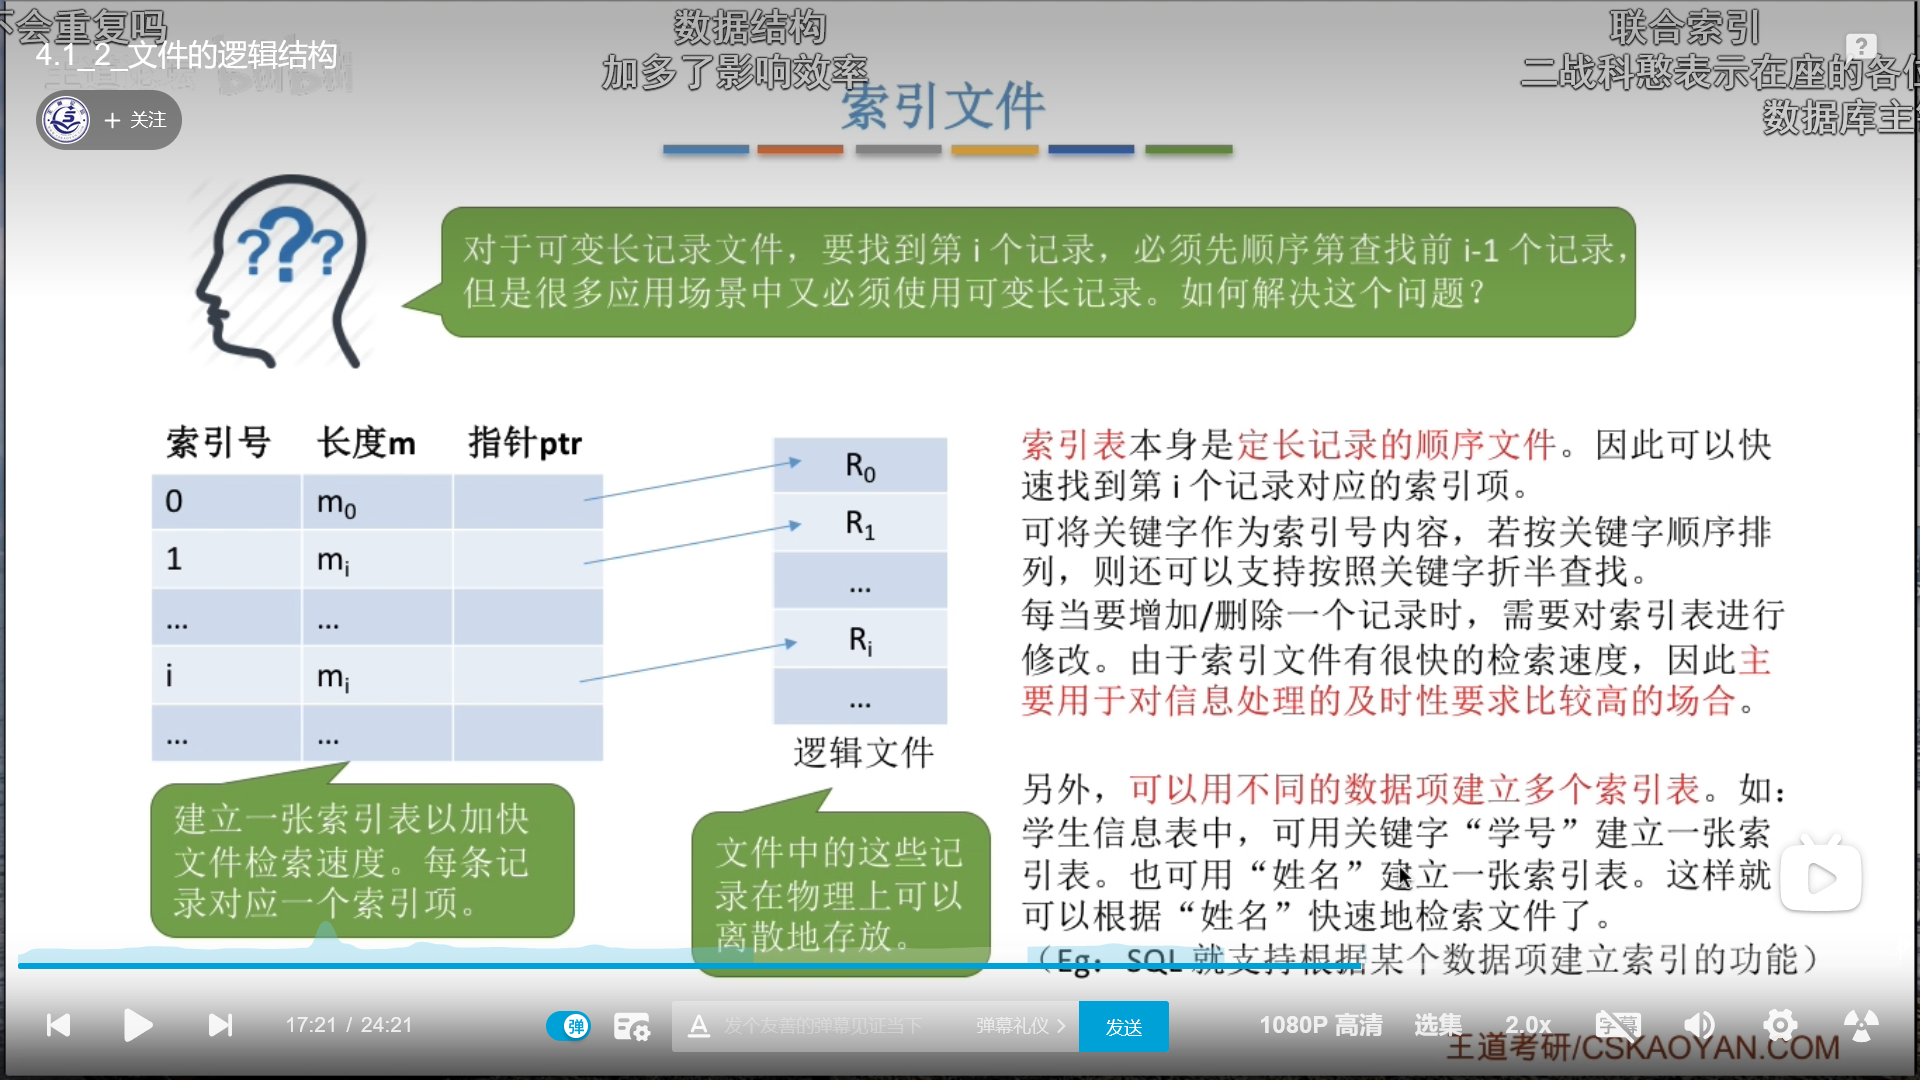 不会重复吗
数据结构
联合索引
4.1_2_文件的逻辑结构
加多了影响效率
二战科憨表示在座的各位
数据库主
+ 关注
索引文件
???
对于可变长记录文件，要找到第 i 个记录，必须先顺序第查找前 i-1 个记录，
但是很多应用场景中又必须使用可变长记录。如何解决这个问题？
索引号 长度m 指针ptr
0 m0
1 mi
... ...
i mi
... ...
R0
R1
...
Ri
...
逻辑文件
建立一张索引表以加快
文件检索速度。每条记
录对应一个索引项。
文件中的这些记
录在物理上可以
离散地存放。
索引表本身是定长记录的顺序文件。因此可以快
速找到第 i 个记录对应的索引项。
可将关键字作为索引号内容，若按关键字顺序排
列，则还可以支持按照关键字折半查找。
每当要增加/删除一个记录时，需要对索引表进行
修改。由于索引文件有很快的检索速度，因此主
要用于对信息处理的及时性要求比较高的场合。
另外，可以用不同的数据项建立多个索引表。如：
学生信息表中，可用关键字“学号”建立一张索
引表。也可用“姓名”建立一张索引表。这样就
可以根据“姓名”快速地检索文件了。
（Eg：SQL 就支持根据某个数据项建立索引的功能）
17:21 / 24:21
弹
发个友善的弹幕见证当下
弹幕礼仪 >
发送
1080P 高清
选集
2.0x
字幕
王道考研/CSKAOYAN.COM